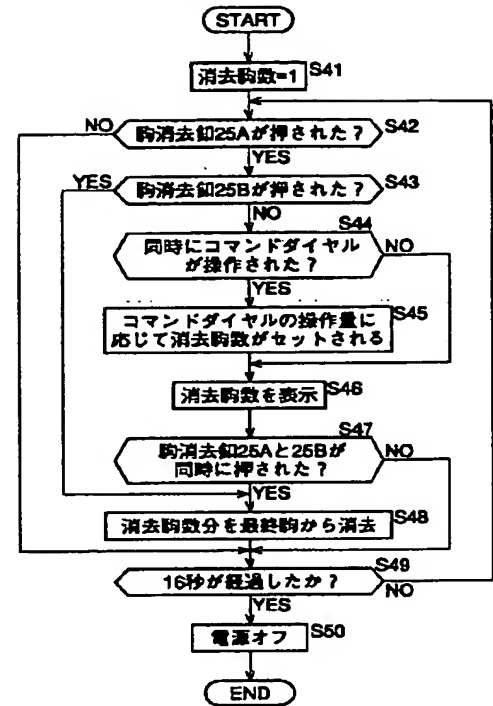 START
消去駒数=1
S41
NO
駒消去釦25Aが押された?
S42
YES
YES
駒消去釦25Bが押された?
S43
NO
S44
同時にコマンドダイヤル
が操作された?
NO
YES
コマンドダイヤルの操作量に
応じて消去駒数がセットされる
S45
消去駒数を表示
S46
S47
駒消去釦25Aと25Bが
同時に押された?
NO
YES
消去駒数分を最終駒から消去
S48
S49
16秒が経過したか?
NO
YES
電源オフ
S50
END